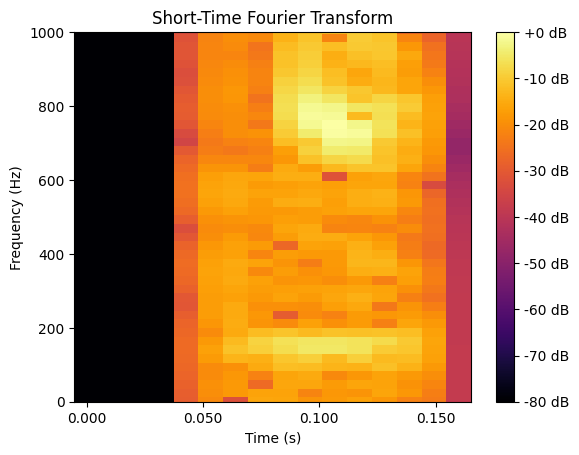 Short-Time Fourier Transform
1000
800
600
400
200
0
Frequency (Hz)
0.000
0.050
0.100
0.150
Time (s)
+0 dB
-10 dB
-20 dB
-30 dB
-40 dB
-50 dB
-60 dB
-70 dB
-80 dB